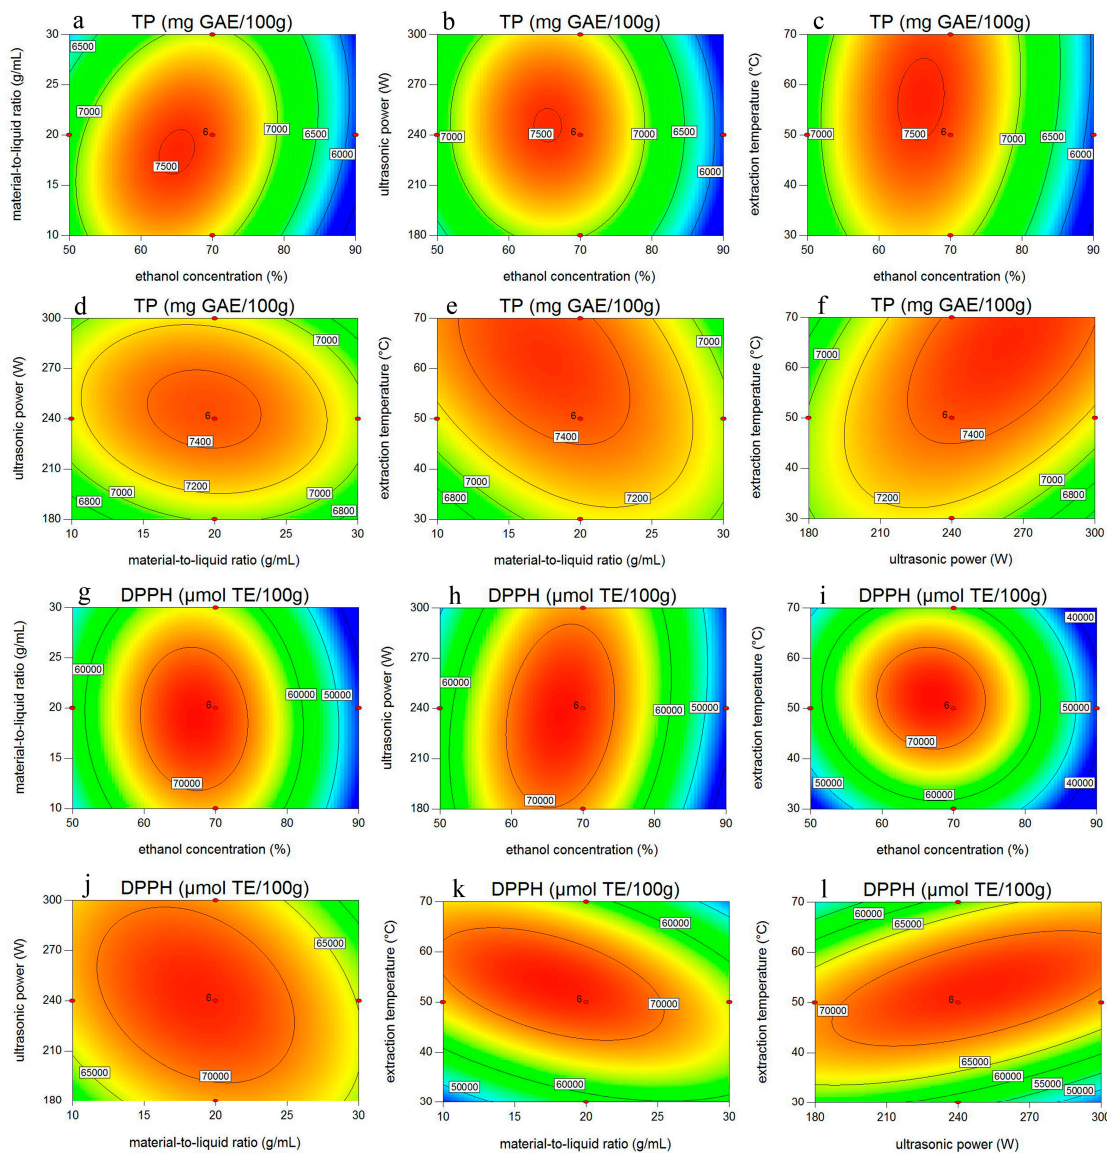 a TP (mg GAE/100g)
material-to-liquid ratio (g/mL)
30
25
20
15
10
6500
7000
7000
6500
6000
7500
6
50 60 70 80 90
ethanol concentration (%)
b TP (mg GAE/100g)
ultrasonic power (W)
300
270
240
210
180
7000
7500
6
7000
6500
6000
50 60 70 80 90
ethanol concentration (%)
c TP (mg GAE/100g)
extraction temperature (°C)
70
60
50
40
30
7000
7500
6
7000
6500
6000
50 60 70 80 90
ethanol concentration (%)
d TP (mg GAE/100g)
ultrasonic power (W)
300
270
240
210
180
7000
6
7400
7200
7000
6800
7000
6800
10 15 20 25 30
material-to-liquid ratio (g/mL)
e TP (mg GAE/100g)
extraction temperature (°C)
70
60
50
40
30
7000
6
7400
7200
7000
6800
10 15 20 25 30
material-to-liquid ratio (g/mL)
f TP (mg GAE/100g)
extraction temperature (°C)
70
60
50
40
30
7000
6
7400
7200
7000
6800
180 210 240 270 300
ultrasonic power (W)
g DPPH (µmol TE/100g)
material-to-liquid ratio (g/mL)
30
25
20
15
10
60000
60000
50000
6
70000
50 60 70 80 90
ethanol concentration (%)
h DPPH (µmol TE/100g)
ultrasonic power (W)
300
270
240
210
180
60000
6
60000
50000
70000
50 60 70 80 90
ethanol concentration (%)
i DPPH (µmol TE/100g)
extraction temperature (°C)
70
60
50
40
30
40000
6
50000
70000
50000
60000
40000
50 60 70 80 90
ethanol concentration (%)
j DPPH (µmol TE/100g)
ultrasonic power (W)
300
270
240
210
180
65000
6
70000
65000
10 15 20 25 30
material-to-liquid ratio (g/mL)
k DPPH (µmol TE/100g)
extraction temperature (°C)
70
60
50
40
30
60000
6
70000
50000
60000
10 15 20 25 30
material-to-liquid ratio (g/mL)
l DPPH (µmol TE/100g)
extraction temperature (°C)
70
60
50
40
30
60000
65000
6
70000
65000
60000
55000
50000
180 210 240 270 300
ultrasonic power (W)